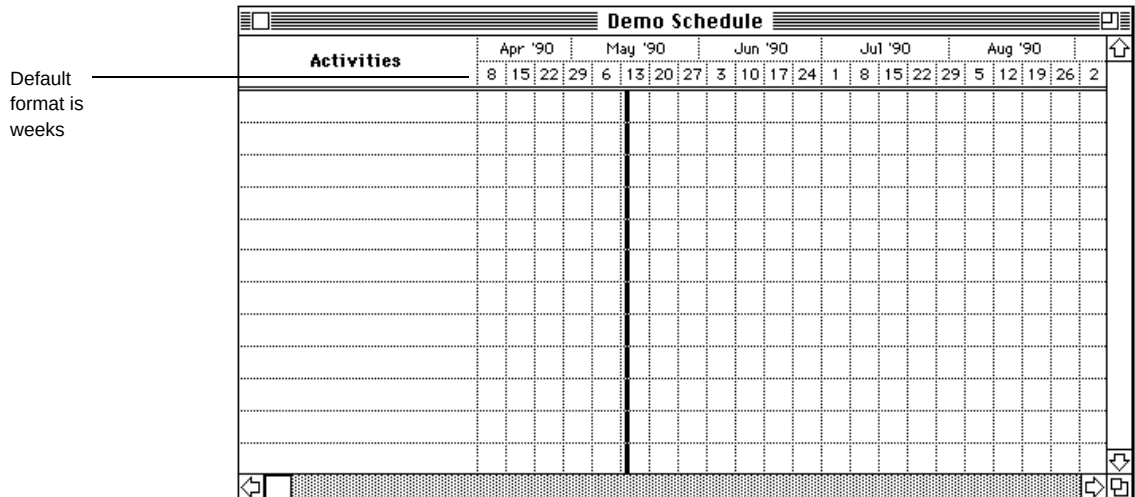 Demo Schedule
Activities
Apr '90 May '90 Jun '90 Jul '90 Aug '90
8 15 22 29 6 13 20 27 3 10 17 24 1 8 15 22 29 5 12 19 26 2
Default
format is
weeks